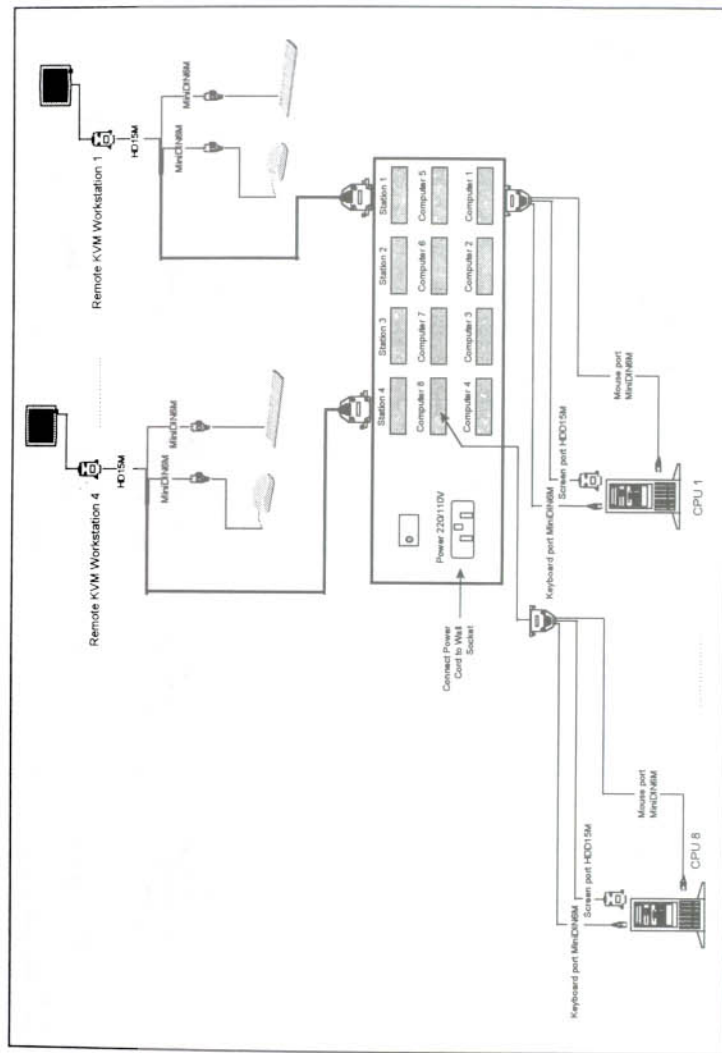 Remote KVM Workstation 4
Remote KVM Workstation 1
HD15M
MiniDIN6M
MiniDIN6M
HD15M
MiniDIN6M
MiniDIN6M
Station 4
Station 3
Station 2
Station 1
Computer 8
Computer 7
Computer 6
Computer 5
Computer 4
Computer 3
Computer 2
Computer 1
Power 220/110V
Connect Power
Cord to Wall
Socket
Keyboard port MiniDIN6M
Screen port HDD15M
Mouse port
MiniDIN6M
CPU 8
Keyboard port MiniDIN6M
Screen port HDD15M
Mouse port
MiniDIN6M
CPU 1